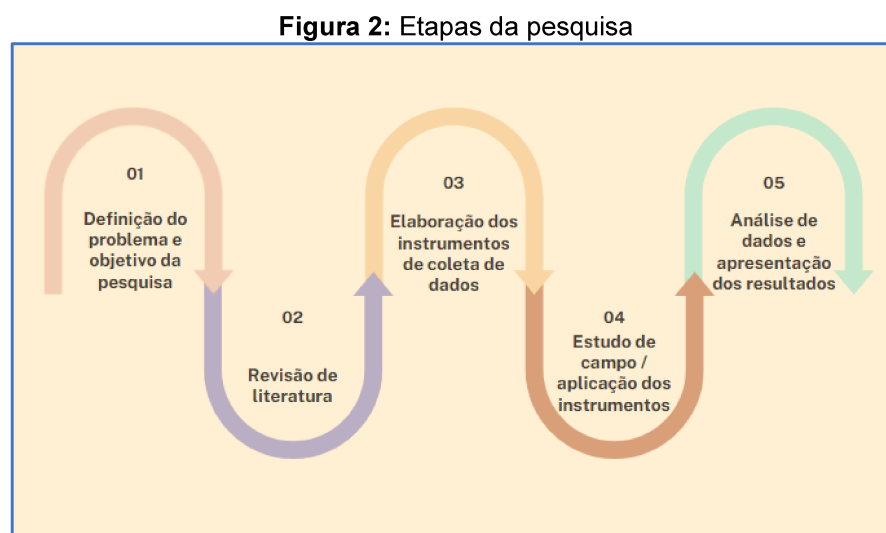 Figura 2: Etapas da pesquisa
01
Definição do
problema e
objetivo da
pesquisa
02
Revisão de
literatura
03
Elaboração dos
instrumentos
de coleta de
dados
04
Estudo de
campo /
aplicação dos
instrumentos
05
Análise de
dados e
apresentação
dos resultados